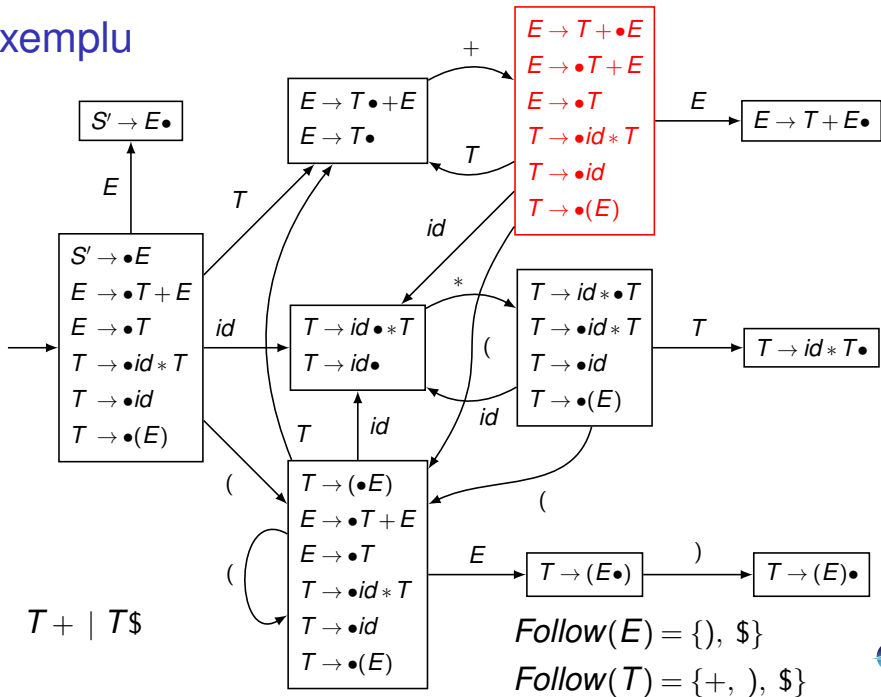 xemplu
S′ → E•
E
S′ → •E
E → •T + E
E → •T
T → •id * T
T → •id
T → •(E)
T
id
(
E → T• + E
E → T•
+
T
E → T + •E
E → •T + E
E → •T
T → •id * T
T → •id
T → •(E)
E
E → T + E•
id
(
T → id• * T
T → id•
*
id
T → id * •T
T → •id * T
T → •id
T → •(E)
T
T → id * T•
(
T
id
(
T → (•E)
E → •T + E
E → •T
T → •id * T
T → •id
T → •(E)
E
T → (E•)
)
T → (E)•
T + | T$
Follow(E) = {), $}
Follow(T) = {+, ), $}